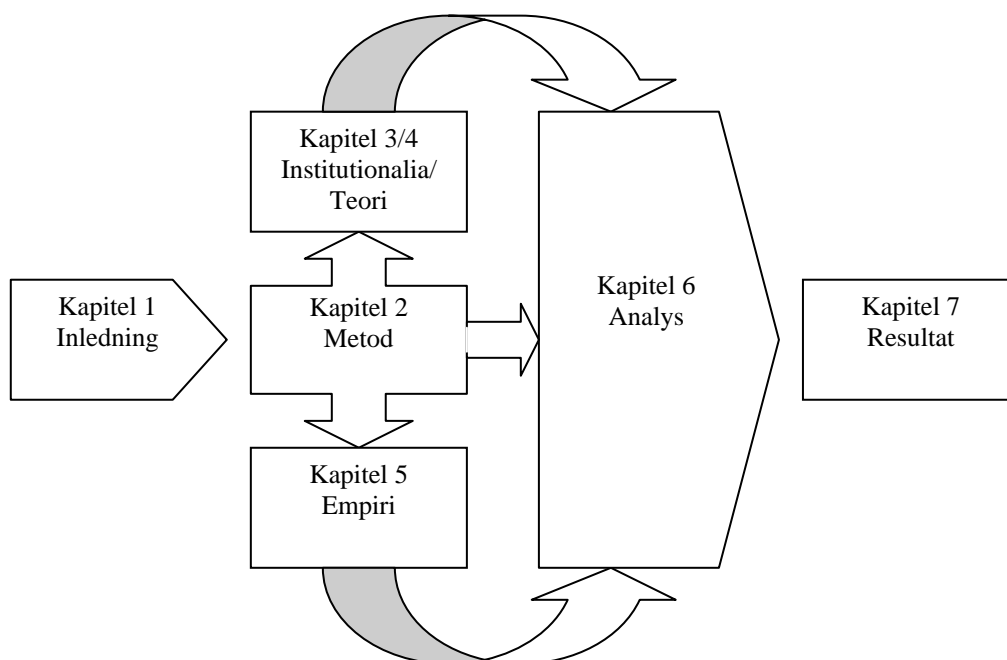 Kapitel 1
Inledning
Kapitel 3/4
Institutionalia/
Teori
Kapitel 2
Metod
Kapitel 5
Empiri
Kapitel 6
Analys
Kapitel 7
Resultat